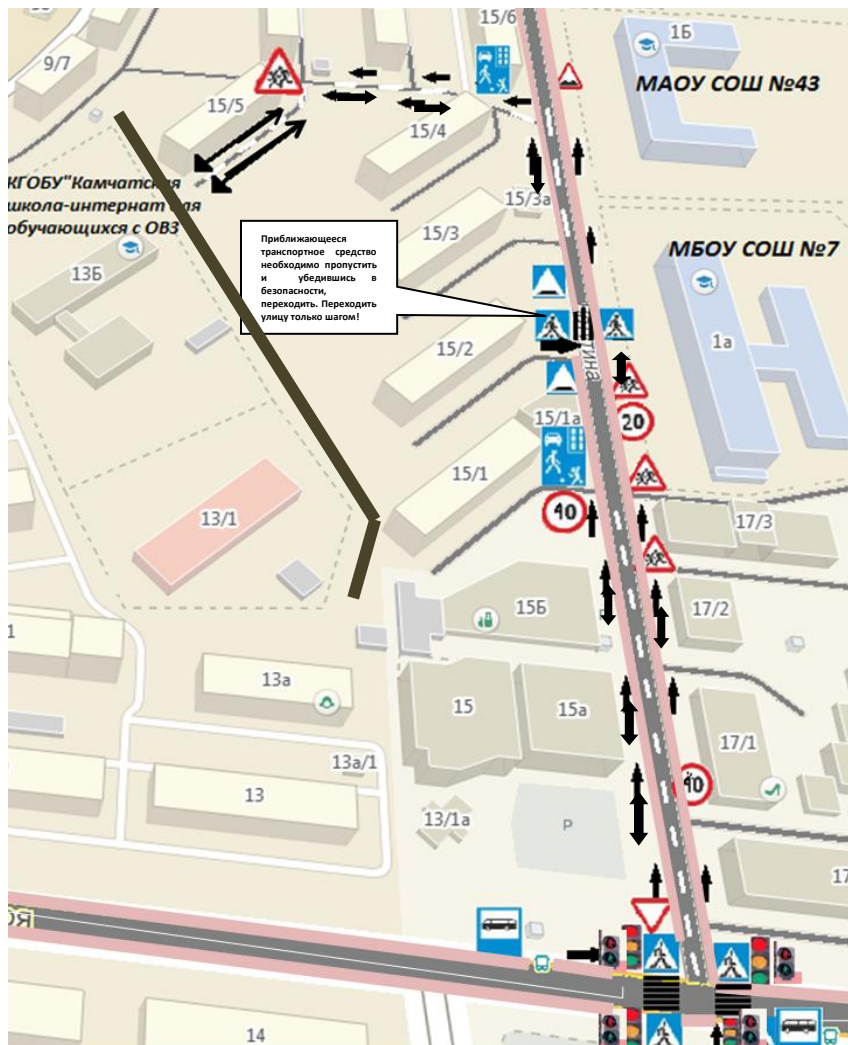 15/6
1Б
9/7
МАОУ СОШ №43
15/5
15/4
КГОБУ"Камчатская
школа-интернат для
обучающихся с ОВЗ
15/3а
15/3
Приближающееся
транспортное средство
необходимо пропустить
и убедившись в
безопасности,
переходить. Переходить
улицу только шагом!
МБОУ СОШ №7
13Б
15/2
1а
тина
20
15/1а
15/1
40
13/1
17/3
15Б
17/2
13а
15
15а
17/1
13а/1
40
13
13/1а
P
17
14